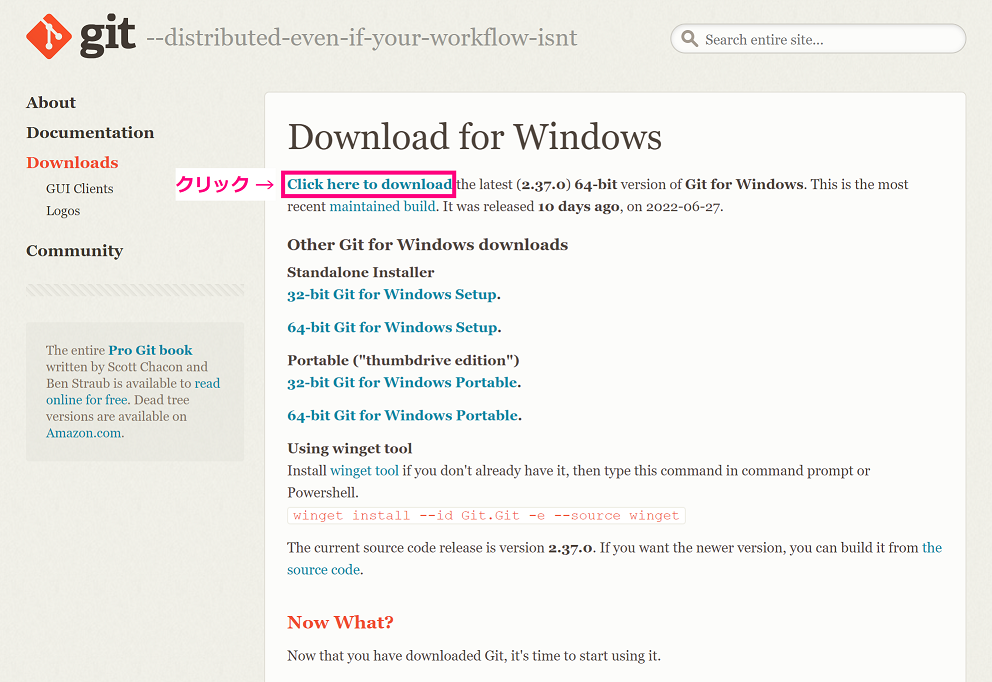 git --distributed-even-if-your-workflow-isnt
Search entire site...
About
Documentation
Downloads
GUI Clients
Logos
Community
The entire Pro Git book
written by Scott Chacon and
Ben Straub is available to read
online for free. Dead tree
versions are available on
Amazon.com.
Download for Windows
クリック →
Click here to download the latest (2.37.0) 64-bit version of Git for Windows. This is the most
recent maintained build. It was released 10 days ago, on 2022-06-27.
Other Git for Windows downloads
Standalone Installer
32-bit Git for Windows Setup.
64-bit Git for Windows Setup.
Portable ("thumbdrive edition")
32-bit Git for Windows Portable.
64-bit Git for Windows Portable.
Using winget tool
Install winget tool if you don't already have it, then type this command in command prompt or
Powershell.
winget install --id Git.Git -e --source winget
The current source code release is version 2.37.0. If you want the newer version, you can build it from the
source code.
Now What?
Now that you have downloaded Git, it's time to start using it.